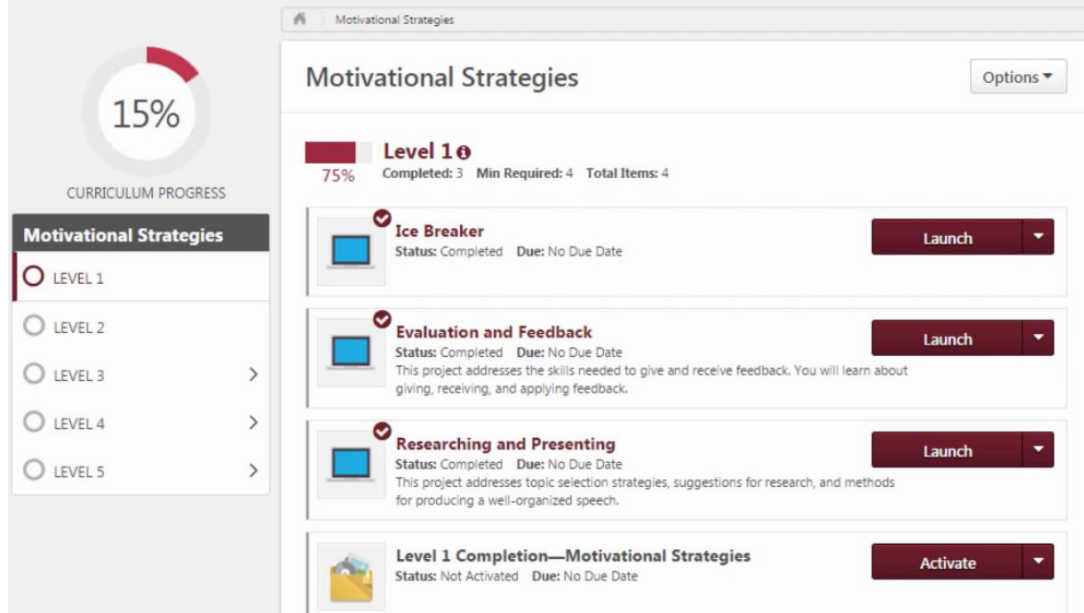 Motivational Strategies
15%
CURRICULUM PROGRESS
Motivational Strategies
LEVEL 1
LEVEL 2
LEVEL 3
LEVEL 4
LEVEL 5
Motivational Strategies
Options
75%
Level 1
Completed: 3 Min Required: 4 Total Items: 4
Ice Breaker
Status: Completed Due: No Due Date
Launch
Evaluation and Feedback
Status: Completed Due: No Due Date
This project addresses the skills needed to give and receive feedback. You will learn about
giving, receiving, and applying feedback.
Launch
Researching and Presenting
Status: Completed Due: No Due Date
This project addresses topic selection strategies, suggestions for research, and methods
for producing a well-organized speech.
Launch
Level 1 Completion—Motivational Strategies
Status: Not Activated Due: No Due Date
Activate